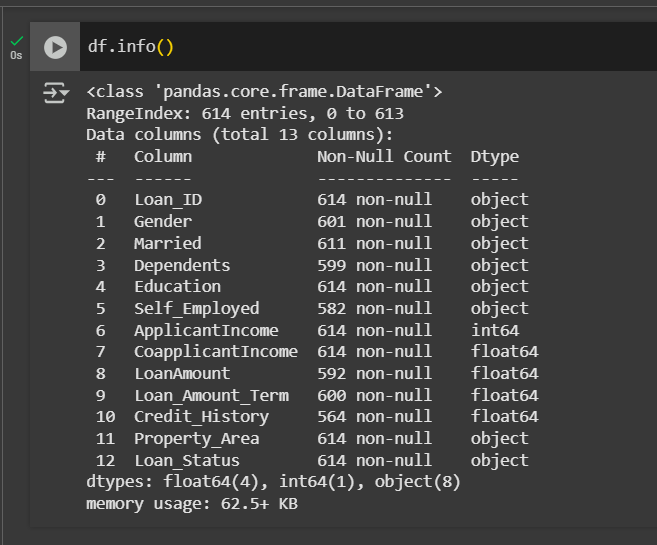 df.info()
0s
<class 'pandas.core.frame.DataFrame'>
RangeIndex: 614 entries, 0 to 613
Data columns (total 13 columns):
 #   Column             Non-Null Count  Dtype
---  ------             --------------  -----
 0   Loan_ID            614 non-null    object
 1   Gender             601 non-null    object
 2   Married            611 non-null    object
 3   Dependents         599 non-null    object
 4   Education          614 non-null    object
 5   Self_Employed      582 non-null    object
 6   ApplicantIncome    614 non-null    int64
 7   CoapplicantIncome  614 non-null    float64
 8   LoanAmount         592 non-null    float64
 9   Loan_Amount_Term   600 non-null    float64
 10  Credit_History     564 non-null    float64
 11  Property_Area      614 non-null    object
 12  Loan_Status        614 non-null    object
dtypes: float64(4), int64(1), object(8)
memory usage: 62.5+ KB